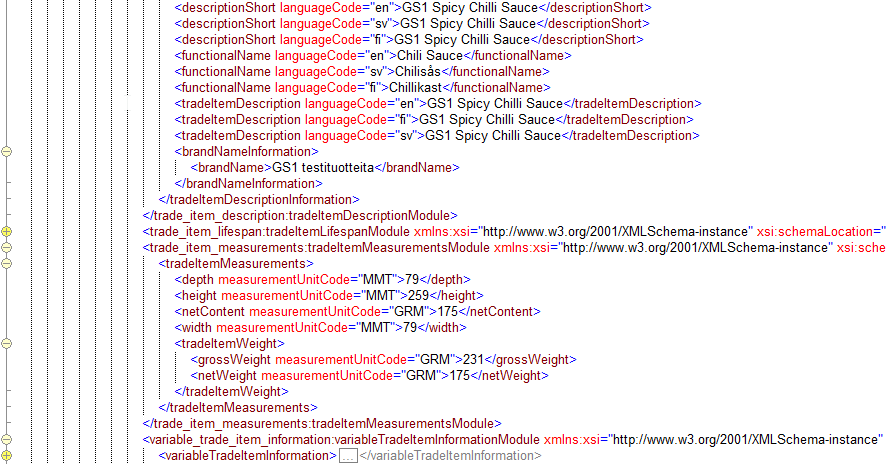 <descriptionShort languageCode="en">GS1 Spicy Chilli Sauce</descriptionShort>
<descriptionShort languageCode="sv">GS1 Spicy Chilli Sauce</descriptionShort>
<descriptionShort languageCode="fi">GS1 Spicy Chilli Sauce</descriptionShort>
<functionalName languageCode="en">Chili Sauce</functionalName>
<functionalName languageCode="sv">Chilisås</functionalName>
<functionalName languageCode="fi">Chillikast</functionalName>
<tradeItemDescription languageCode="en">GS1 Spicy Chilli Sauce</tradeItemDescription>
<tradeItemDescription languageCode="fi">GS1 Spicy Chilli Sauce</tradeItemDescription>
<tradeItemDescription languageCode="sv">GS1 Spicy Chilli Sauce</tradeItemDescription>
<brandNameInformation>
<brandName>GS1 testituotteita</brandName>
</brandNameInformation>
</tradeItemDescriptionInformation>
</trade_item_description:tradeItemDescriptionModule>
<trade_item_lifespan:tradeItemLifespanModule xmlns:xsi="http://www.w3.org/2001/XMLSchema-instance" xsi:schemaLocation="
<trade_item_measurements:tradeItemMeasurementsModule xmlns:xsi="http://www.w3.org/2001/XMLSchema-instance" xsi:sche
<tradeItemMeasurements>
<depth measurementUnitCode="MMT">79</depth>
<height measurementUnitCode="MMT">259</height>
<netContent measurementUnitCode="GRM">175</netContent>
<width measurementUnitCode="MMT">79</width>
<tradeItemWeight>
<grossWeight measurementUnitCode="GRM">231</grossWeight>
<netWeight measurementUnitCode="GRM">175</netWeight>
</tradeItemWeight>
</tradeItemMeasurements>
</trade_item_measurements:tradeItemMeasurementsModule>
<variable_trade_item_information:variableTradeItemInformationModule xmlns:xsi="http://www.w3.org/2001/XMLSchema-instance"
<variableTradeItemInformation>...</variableTradeItemInformation>